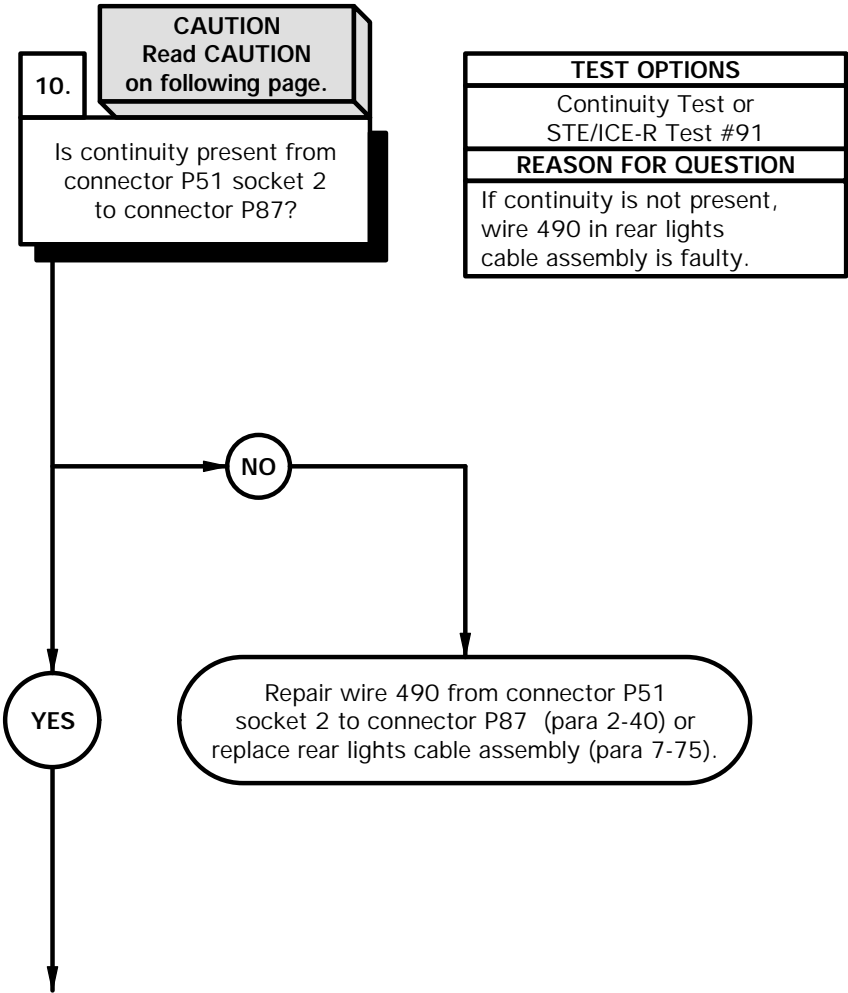 CAUTION
Read CAUTION
on following page.
10.
Is continuity present from
connector P51 socket 2
to connector P87?
TEST OPTIONS
Continuity Test or
STE/ICE-R Test #91
REASON FOR QUESTION
If continuity is not present,
wire 490 in rear lights
cable assembly is faulty.
NO
YES
Repair wire 490 from connector P51
socket 2 to connector P87 (para 2-40) or
replace rear lights cable assembly (para 7-75).